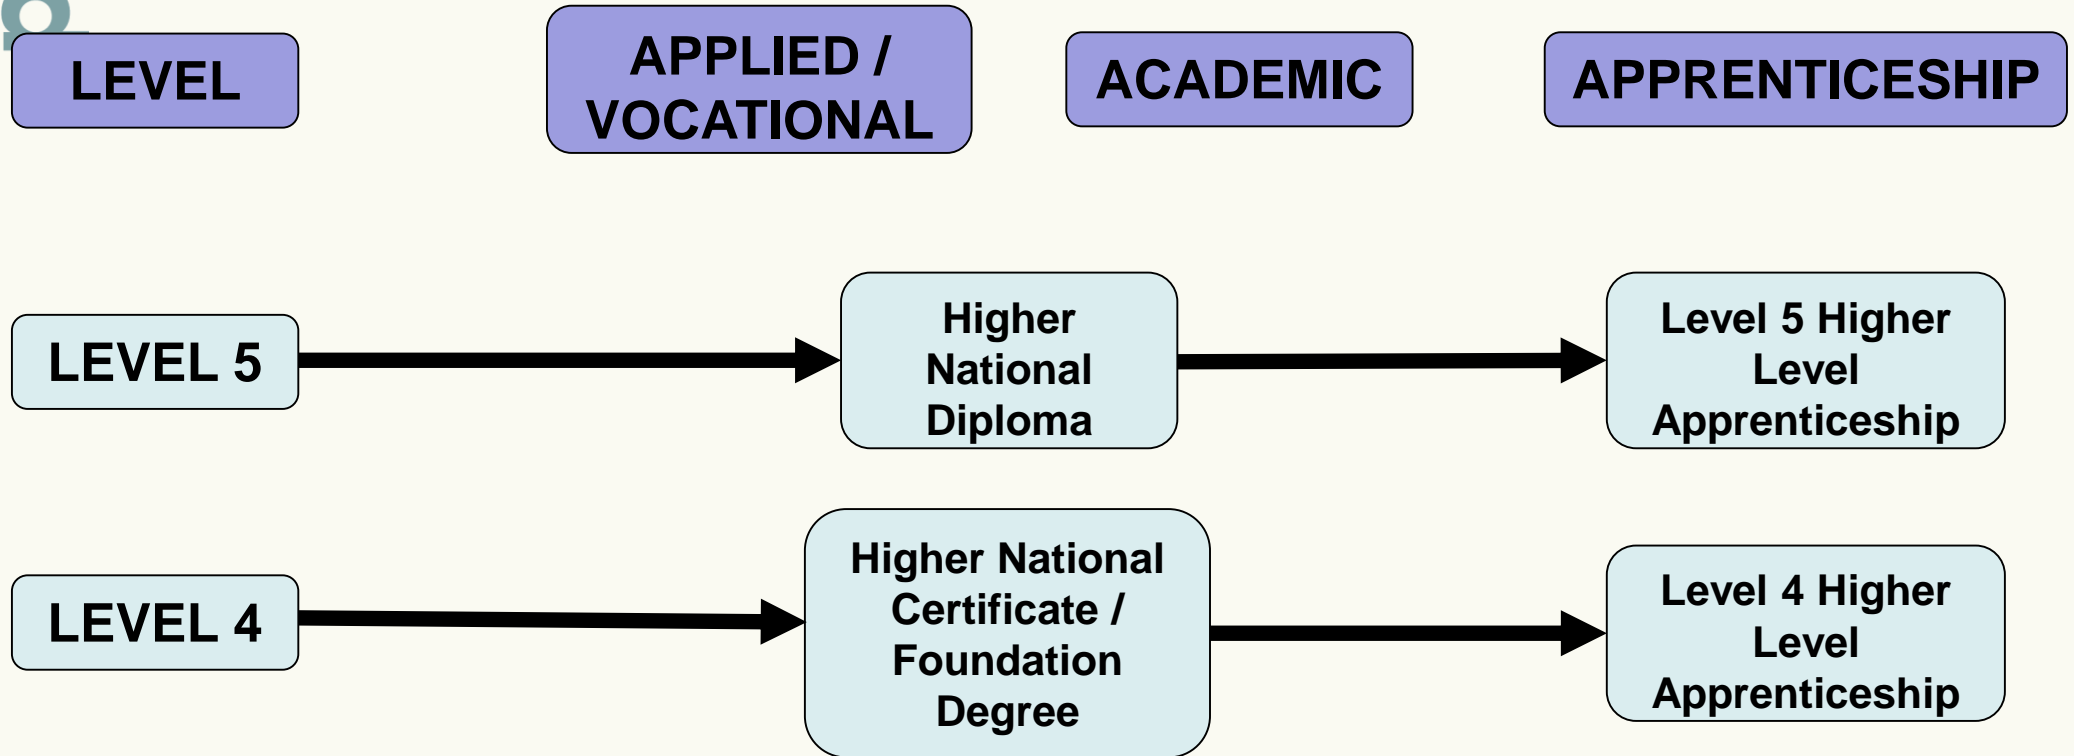 LEVEL
APPLIED /
VOCATIONAL
ACADEMIC
APPRENTICESHIP
LEVEL 5
Higher
National
Diploma
Level 5 Higher
Level
Apprenticeship
LEVEL 4
Higher National
Certificate /
Foundation
Degree
Level 4 Higher
Level
Apprenticeship